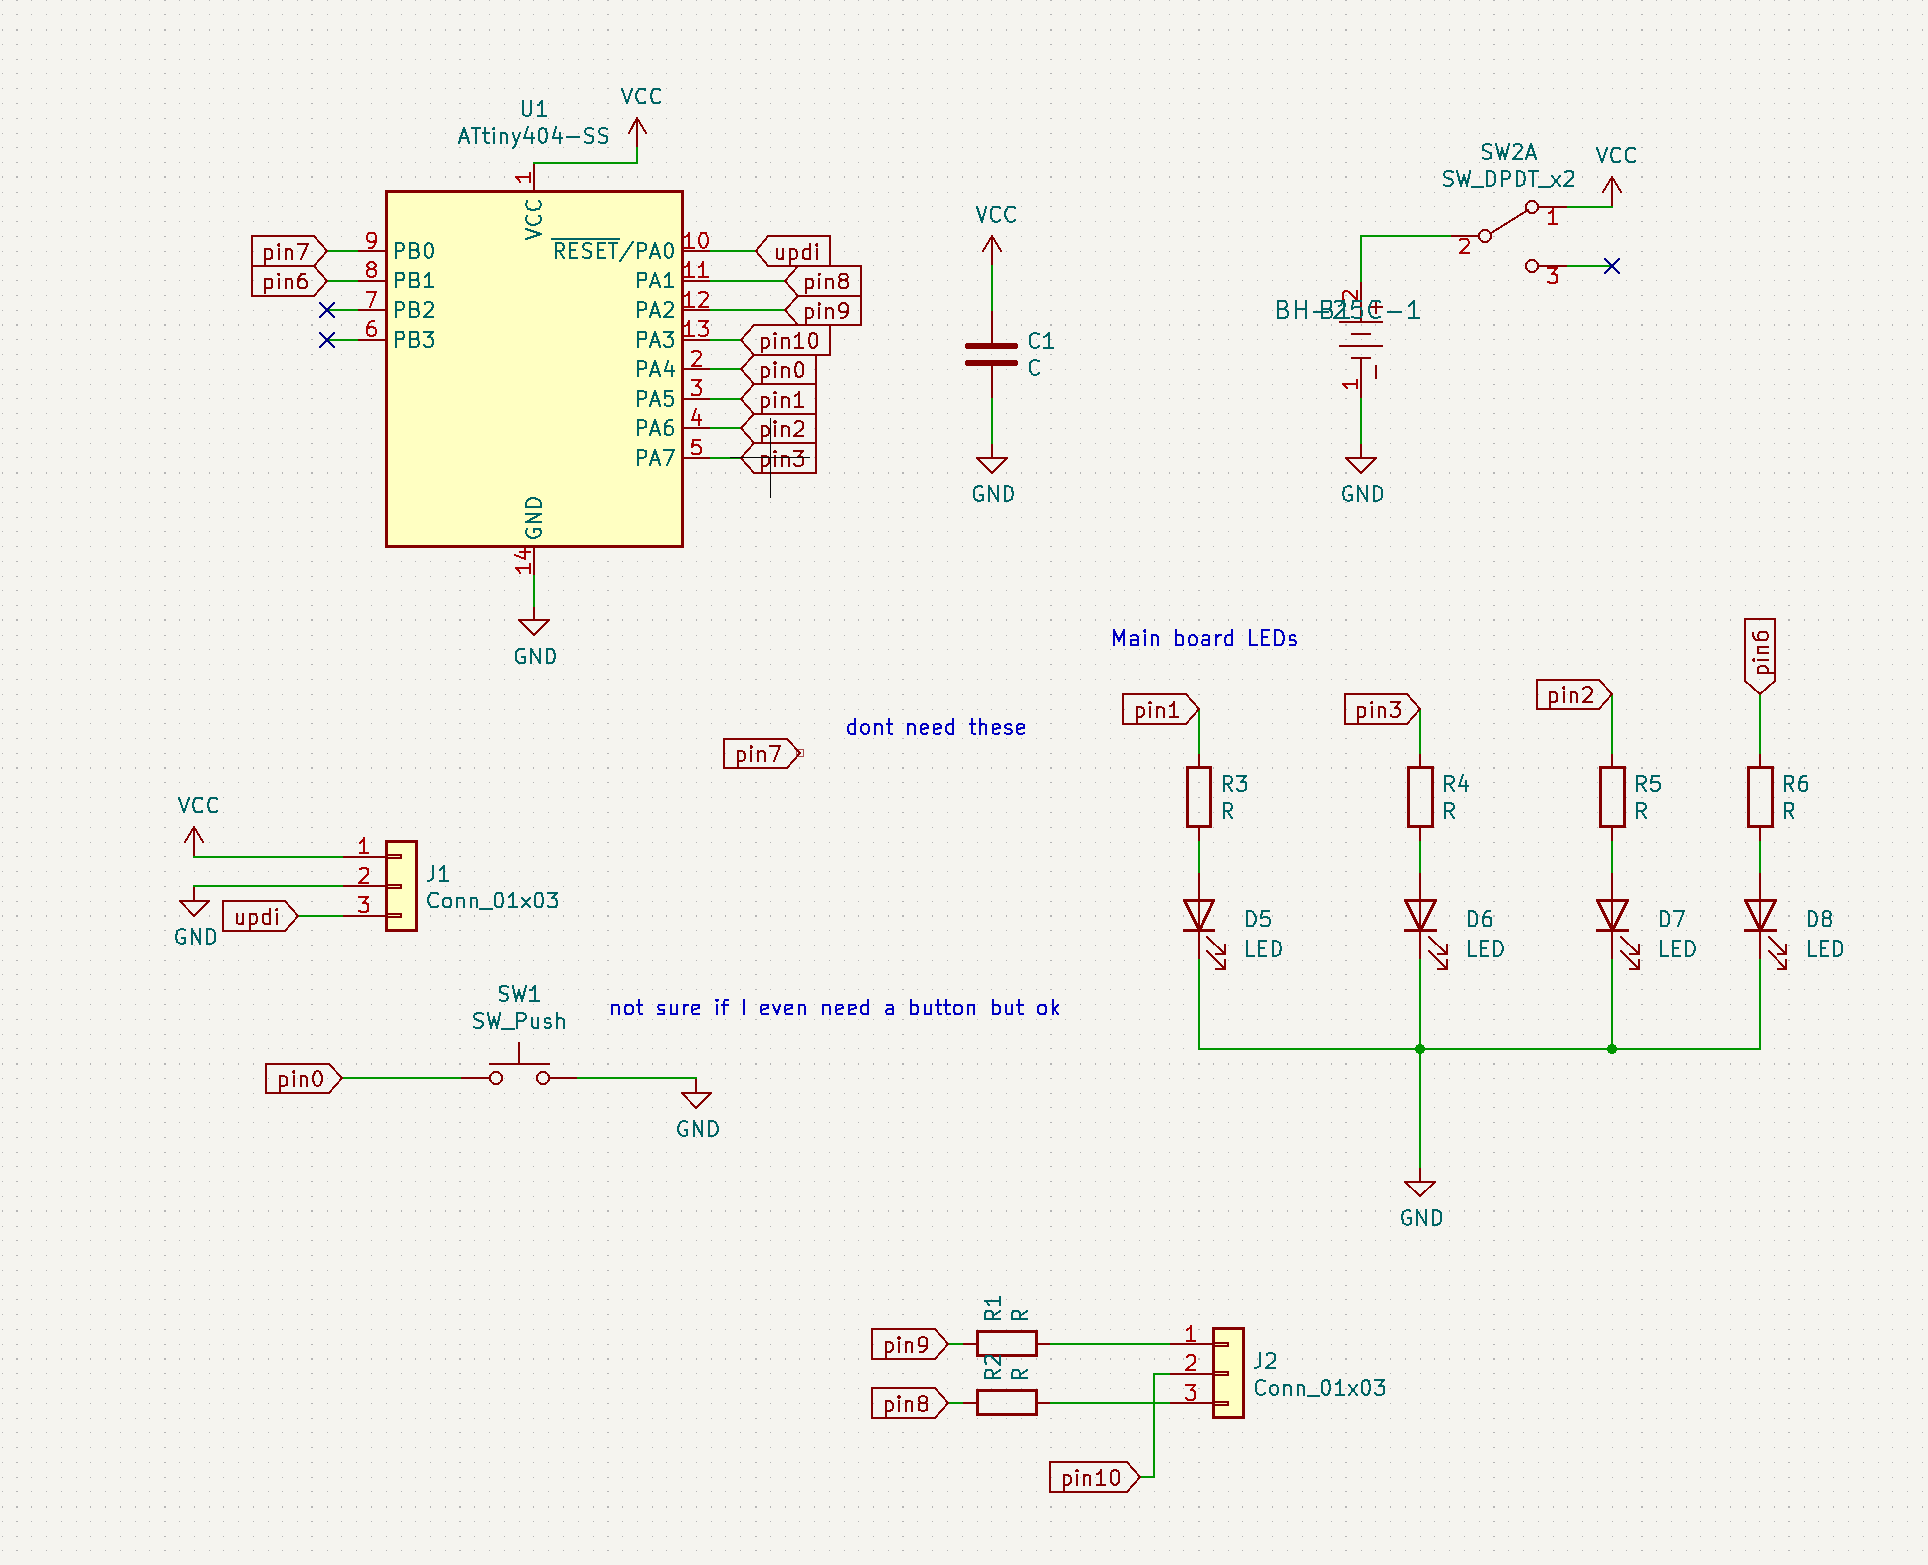 U1
ATtiny404-SS
VCC
1
VCC
pin7
9
PB0
pin6
8
PB1
7
PB2
6
PB3
RESET/PA0
10
updi
PA1
11
pin8
PA2
12
pin9
PA3
13
pin10
PA4
2
pin0
PA5
3
pin1
PA6
4
pin2
PA7
5
pin3
GND
14
GND
VCC
C1
C
GND
SW2A
SW_DPDT_x2
VCC
1
2
3
BH-25C-1
2
+
1
-
GND
Main board LEDs
pin1
pin3
pin2
pin6
R3
R
R4
R
R5
R
R6
R
D5
LED
D6
LED
D7
LED
D8
LED
GND
dont need these
pin7
VCC
1
2
3
J1
Conn_01x03
updi
GND
SW1
SW_Push
not sure if I even need a button but ok
pin0
GND
R1
R
pin9
R2
R
pin8
pin10
1
2
3
J2
Conn_01x03